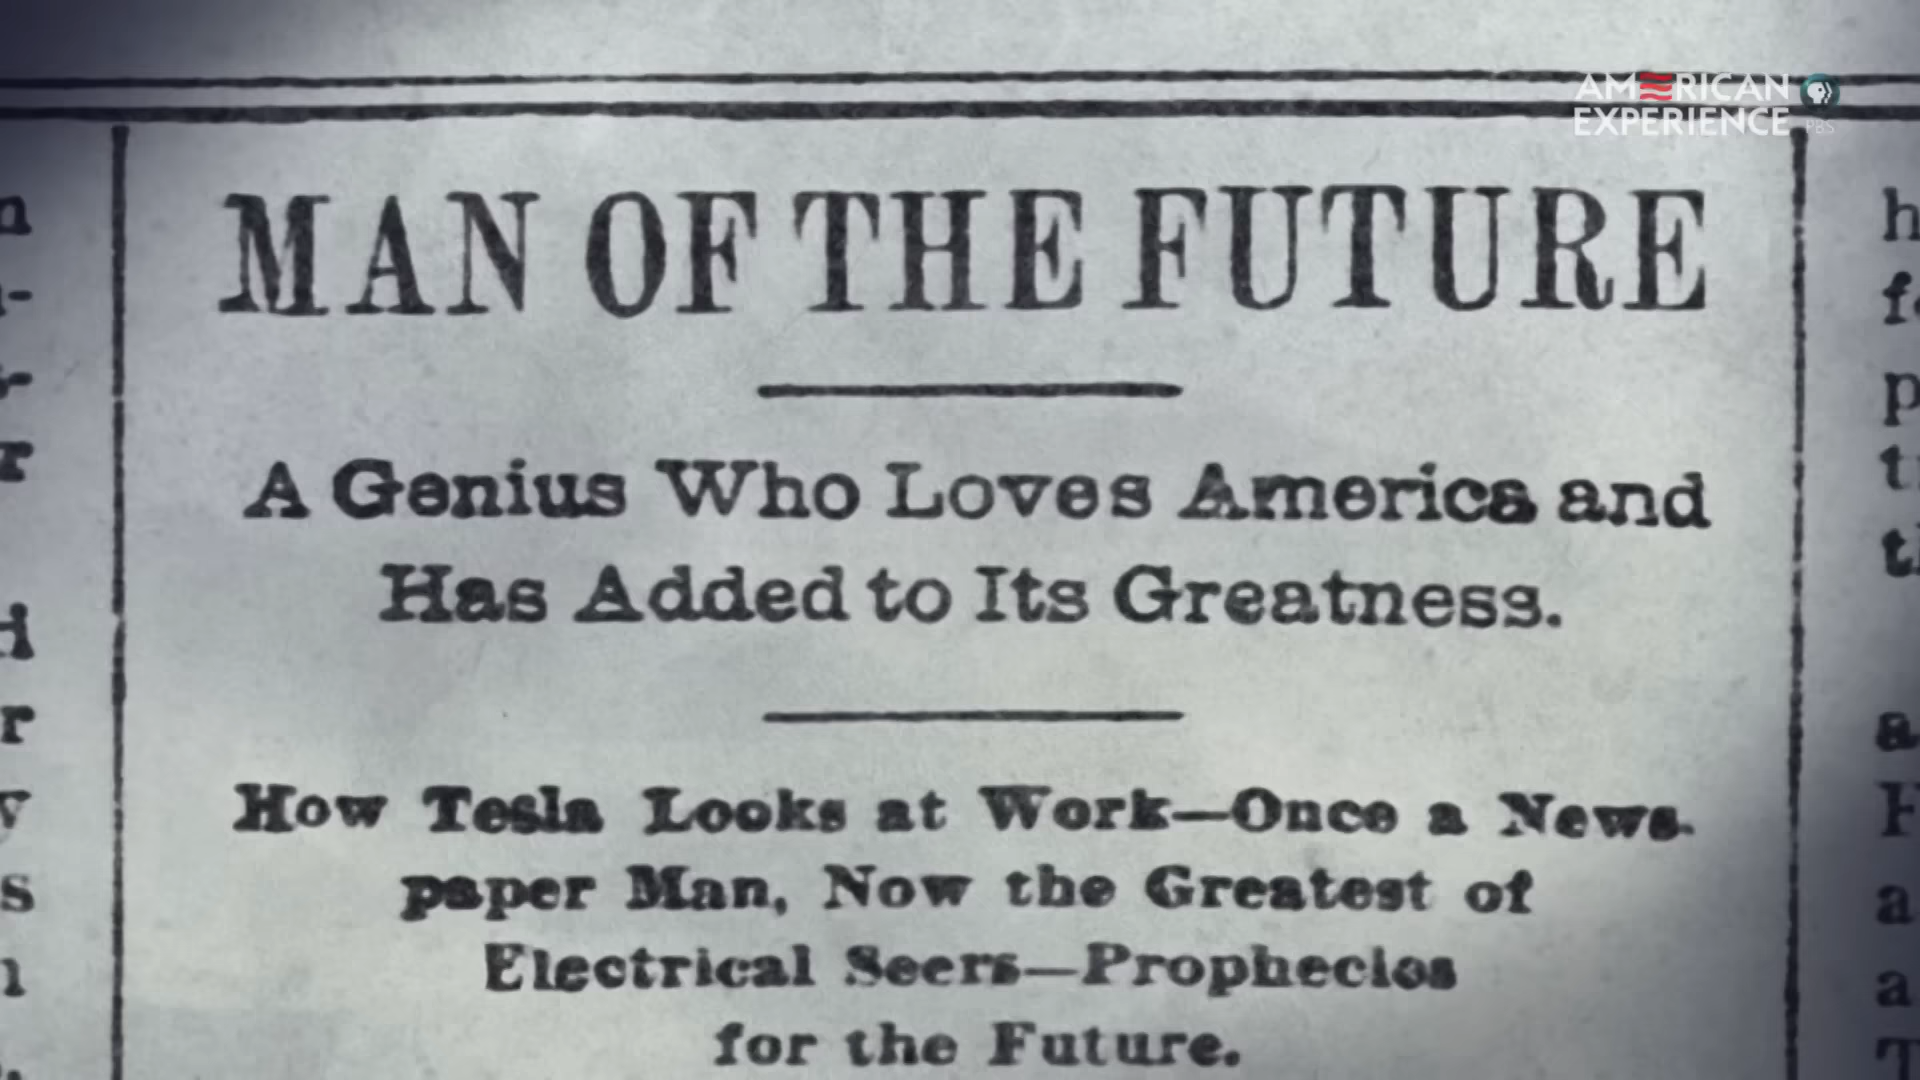 AMERICAN
EXPERIENCE
PBS
MAN OF THE FUTURE
A Genius Who Loves America and
Has Added to Its Greatness.
How Tesla Looks at Work—Once a News-
paper Man, Now the Greatest of
Electrical Seers—Prophecies
for the Future.